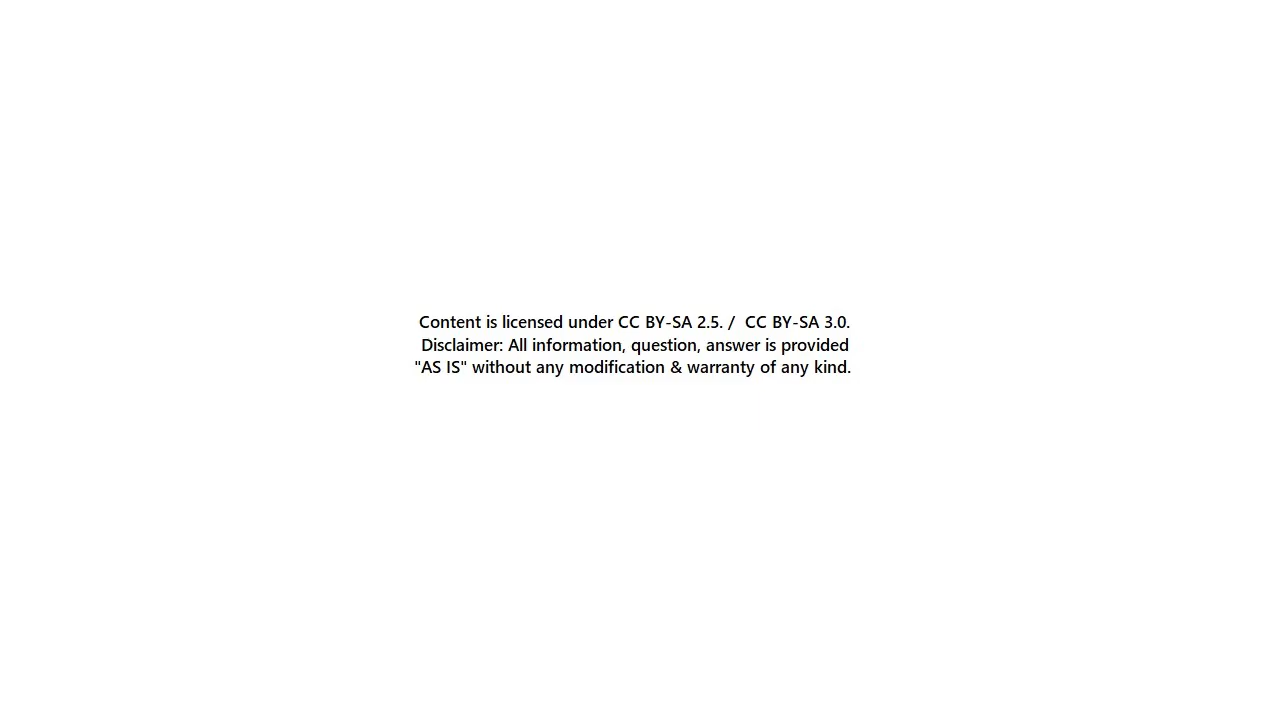 Content is licensed under CC BY-SA 2.5. /  CC BY-SA 3.0.
Disclaimer: All information, question, answer is provided
"AS IS" without any modification & warranty of any kind.